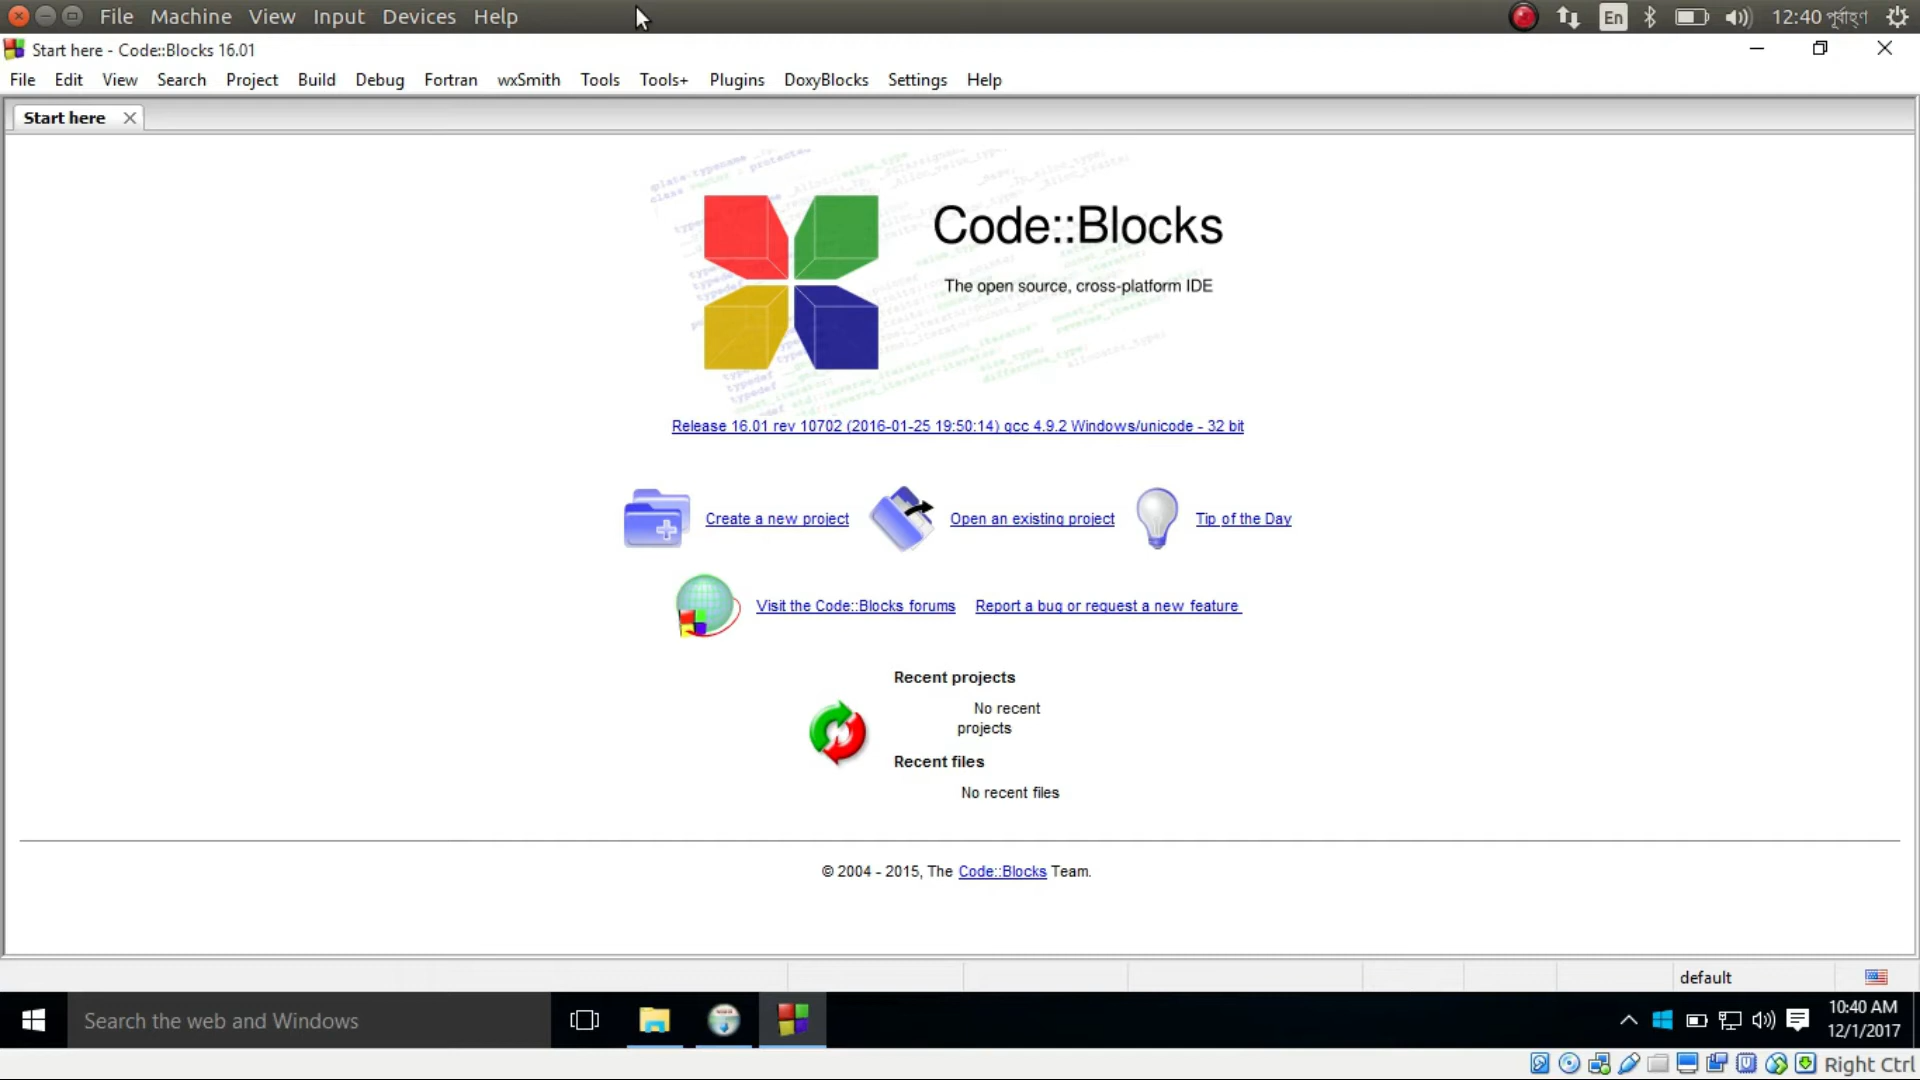 File Machine View Input Devices Help En 12:40 পূর্বাহ্ণ
Start here - Code::Blocks 16.01
File Edit View Search Project Build Debug Fortran wxSmith Tools Tools+ Plugins DoxyBlocks Settings Help
Start here
Code::Blocks
The open source, cross-platform IDE
Release 16.01 rev 10702 (2016-01-25 19:50:14) gcc 4.9.2 Windows/unicode - 32 bit
Create a new project Open an existing project Tip of the Day
Visit the Code::Blocks forums Report a bug or request a new feature
Recent projects
No recent
projects
Recent files
No recent files
© 2004 - 2015, The Code::Blocks Team.
default
Search the web and Windows
10:40 AM
12/1/2017
Right Ctrl